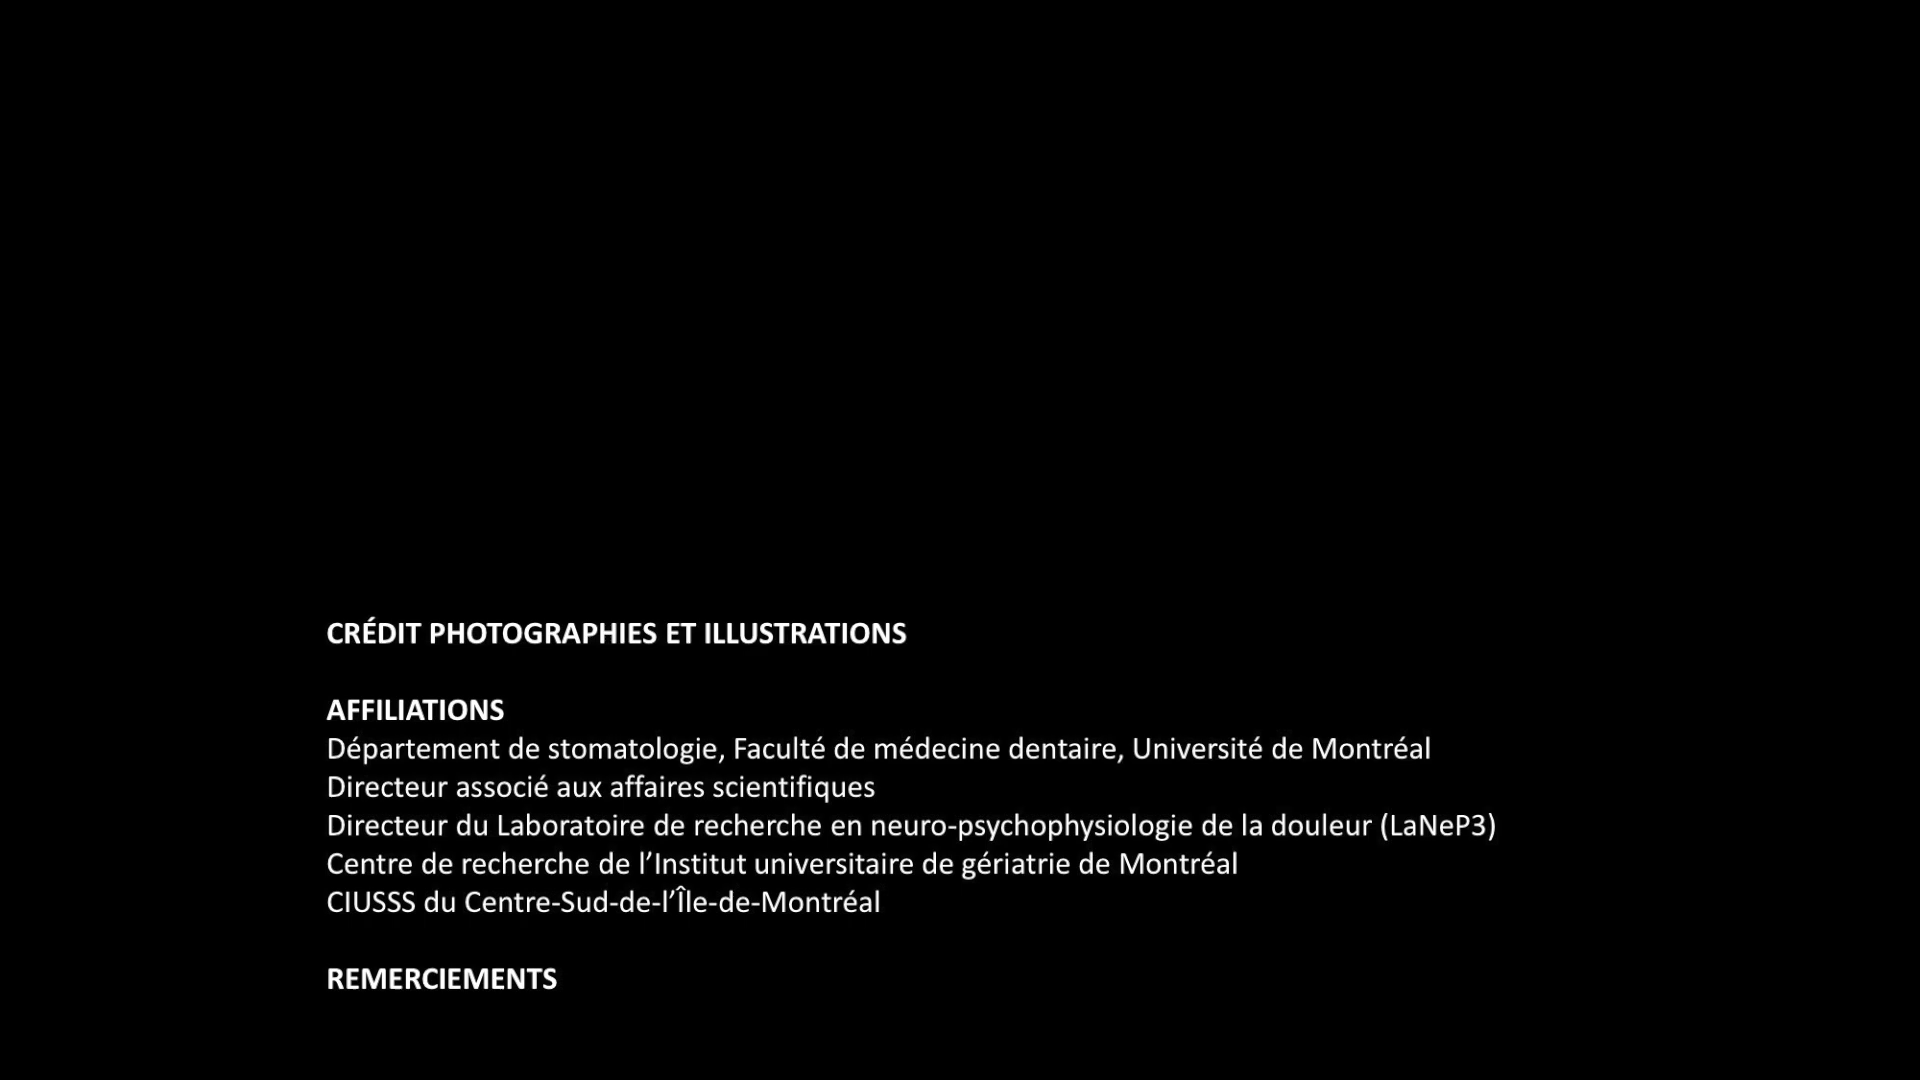 CRÉDIT PHOTOGRAPHIES ET ILLUSTRATIONS
AFFILIATIONS
Département de stomatologie, Faculté de médecine dentaire, Université de Montréal
Directeur associé aux affaires scientifiques
Directeur du Laboratoire de recherche en neuro-psychophysiologie de la douleur (LaNeP3)
Centre de recherche de l’Institut universitaire de gériatrie de Montréal
CIUSSS du Centre-Sud-de-l’Île-de-Montréal
REMERCIEMENTS